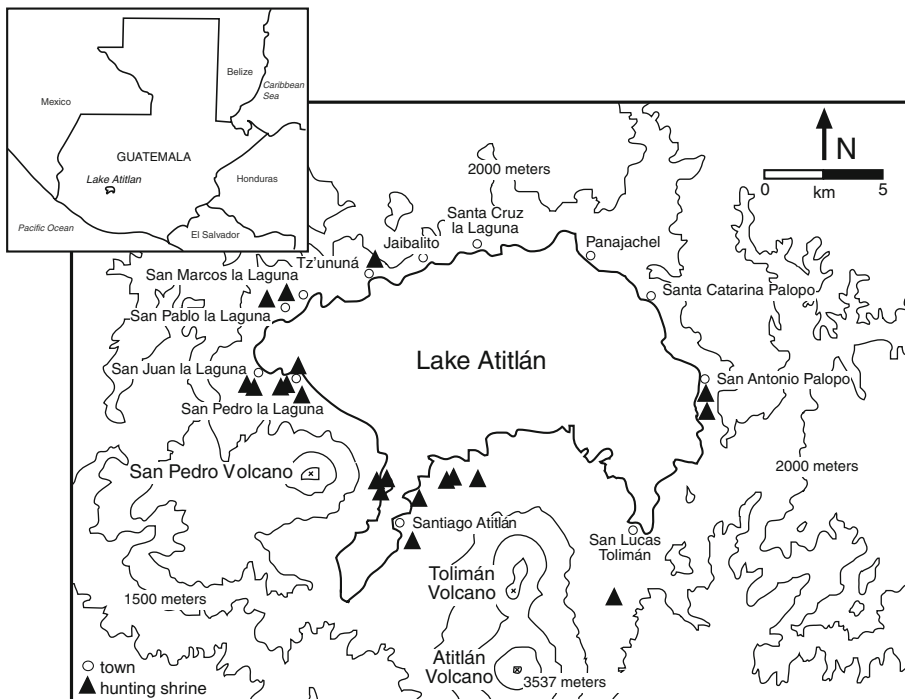 Mexico
Belize
Caribbean
Sea
GUATEMALA
Lake Atitlan
Honduras
El Salvador
Pacific Ocean
N
0
km
5
2000 meters
Santa Cruz
la Laguna
Jaibalito
Panajachel
Tz'ununá
San Marcos la Laguna
Santa Catarina Palopo
San Pablo la Laguna
Lake Atitlán
San Juan la Laguna
San Antonio Palopo
San Pedro la Laguna
San Pedro Volcano
2000 meters
Santiago Atitlán
San Lucas
Tolimán
Tolimán
Volcano
1500 meters
Atitlán
Volcano
3537 meters
town
hunting shrine